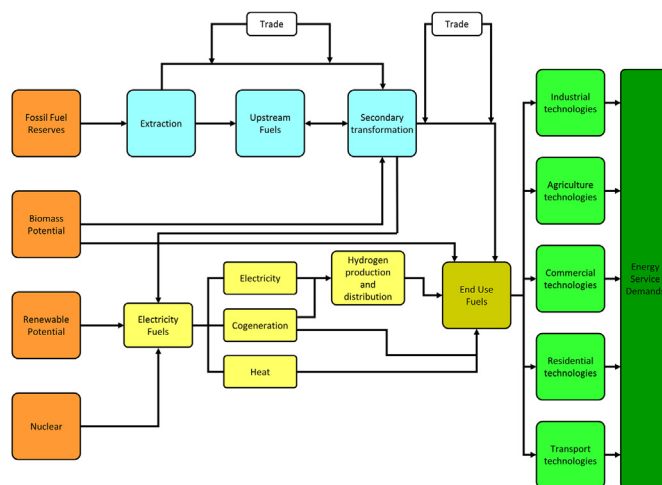 Trade
Trade
Fossil Fuel
Reserves
Extraction
Upstream
Fuels
Secondary
transformation
Industrial
technologies
Biomass
Potential
Agriculture
technologies
Renewable
Potential
Electricity
Fuels
Electricity
Cogeneration
Heat
Hydrogen
production
and
distribution
End Use
Fuels
Commercial
technologies
Energy
Service
Demands
Nuclear
Residential
technologies
Transport
technologies